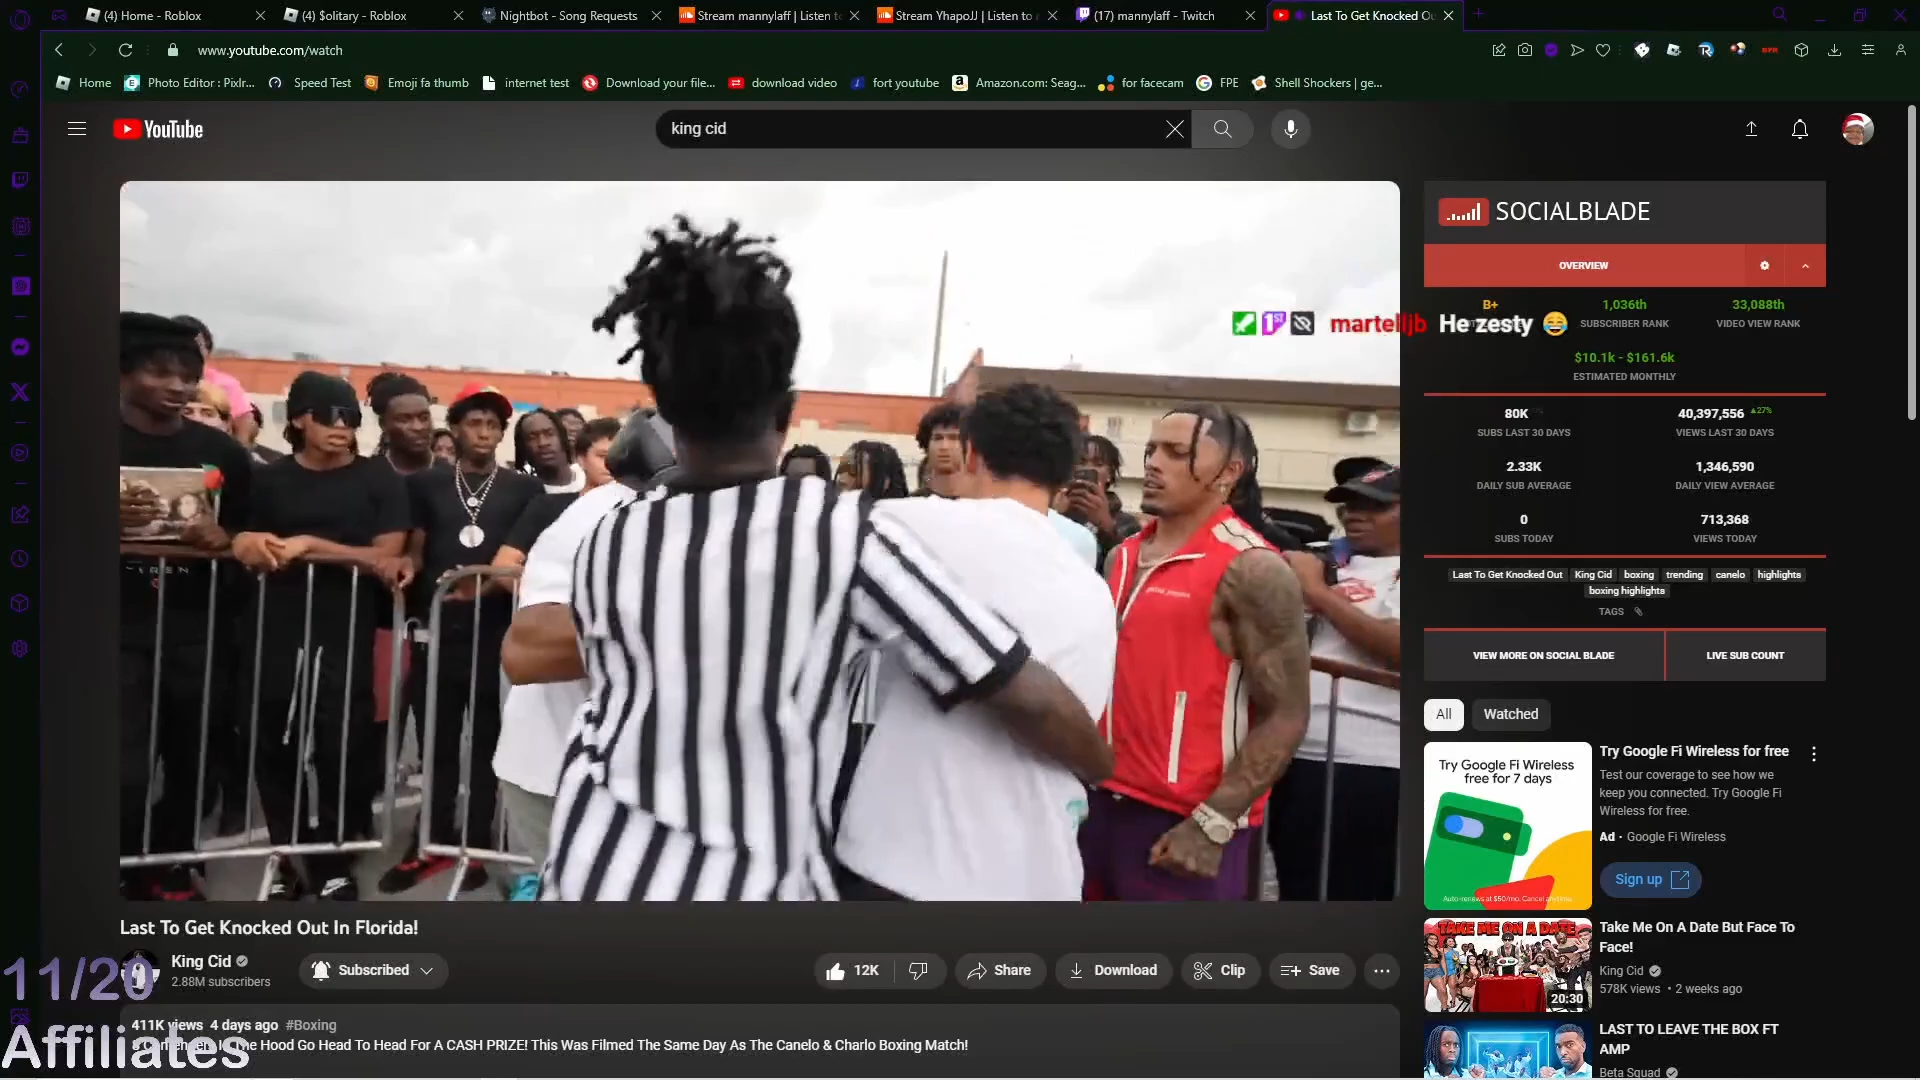 (4) Home - Roblox
(4) $olitary - Roblox
Nightbot - Song Requests
Stream mannylaff | Listen to
Stream YhapoJJ | Listen to
(17) mannylaff - Twitch
Last To Get Knocked Ou
www.youtube.com/watch
Home
Photo Editor : Pixlr...
Speed Test
Emoji fa thumb
internet test
Download your file...
download video
fort youtube
Amazon.com: Seag...
for facecam
FPE
Shell Shockers | ge...
YouTube
king cid
SOCIALBLADE
OVERVIEW
B+
1,036th
33,088th
SUBSCRIBER RANK
VIDEO VIEW RANK
martelljb He zesty 😂
$10.1k - $161.6k
ESTIMATED MONTHLY
80K
40,397,556 ▲27%
SUBS LAST 30 DAYS
VIEWS LAST 30 DAYS
2.33K
1,346,590
DAILY SUB AVERAGE
DAILY VIEW AVERAGE
0
713,368
SUBS TODAY
VIEWS TODAY
Last To Get Knocked Out King Cid boxing trending canelo highlights
boxing highlights
TAGS
VIEW MORE ON SOCIAL BLADE
LIVE SUB COUNT
All
Watched
Try Google Fi Wireless
free for 7 days
Auto-renews at $50/mo. Cancel anytime.
Try Google Fi Wireless for free
Test our coverage to see how we
keep you connected. Try Google Fi
Wireless for free.
Ad · Google Fi Wireless
Sign up
TAKE ME ON A DATE
20:30
Take Me On A Date But Face To
Face!
King Cid
578K views • 2 weeks ago
LAST TO LEAVE THE BOX FT
AMP
Beta Squad
Last To Get Knocked Out In Florida!
King Cid
2.88M subscribers
Subscribed
12K
Share
Download
Clip
Save
411K views 4 days ago #Boxing
The Hood Go Head To Head For A CASH PRIZE! This Was Filmed The Same Day As The Canelo & Charlo Boxing Match!
11/20
Affiliates